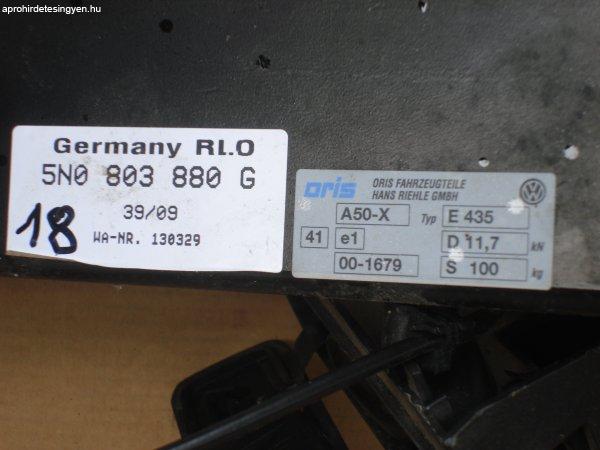 aprohirdetesingyen.hu
Germany RL.O
5N0 803 880 G
39/09
18
WA-NR. 130329
oris
ORIS FAHRZEUGTEILE
HANS RIEHLE GMBH
A50-X Typ E 435
41 e1 D 11,7 kN
00-1679 S 100 kg